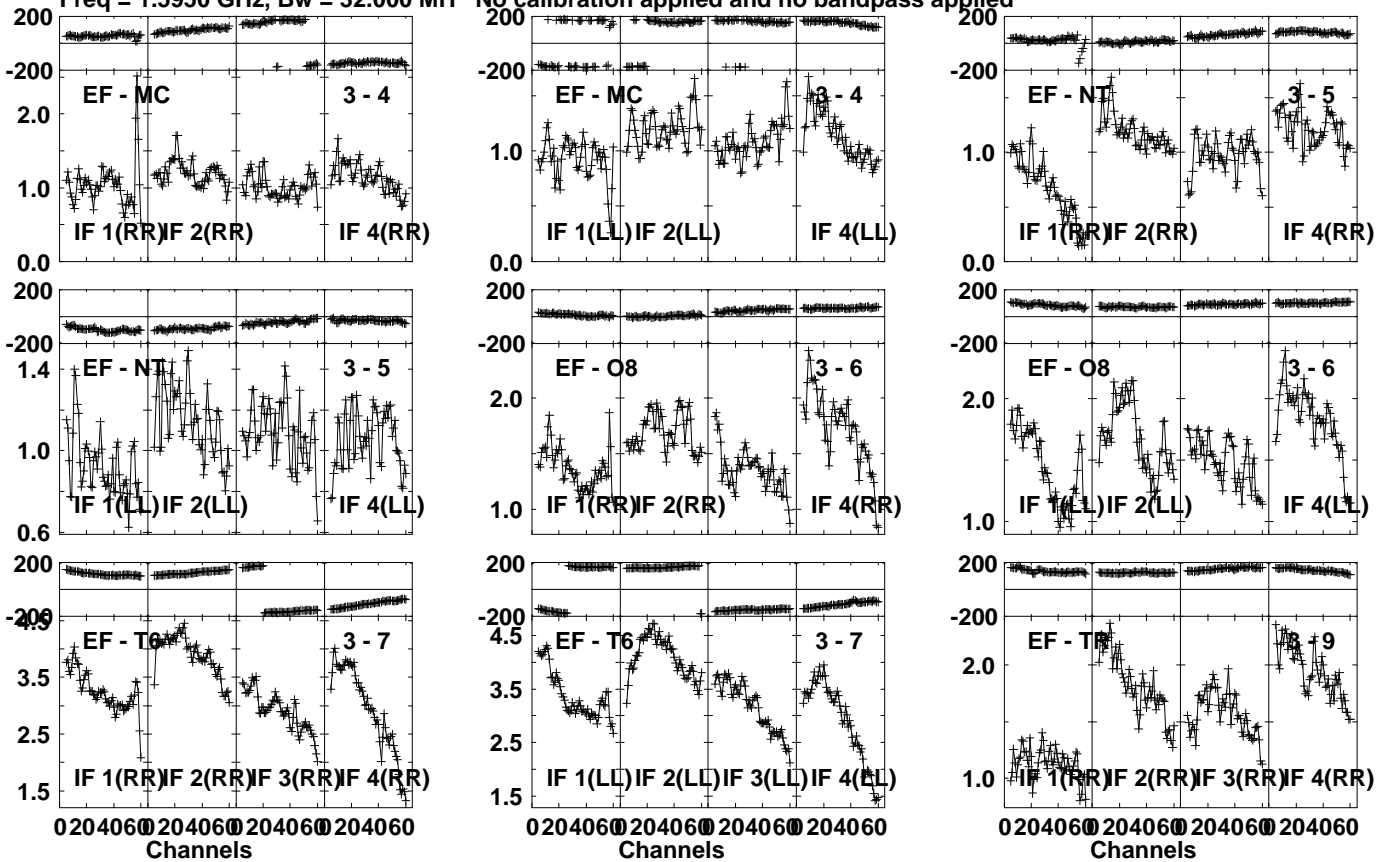 Freq = 1.5950 GHz, Bw = 32.000 MH No calibration applied and no bandpass applied
200
-200
EF - MC 3 - 4
2.0
1.0
0.0
IF 1(RR) IF 2(RR) IF 4(RR)
200
-200
EF - MC 3 - 4
1.0
0.0
IF 1(LL) IF 2(LL) IF 4(LL)
200
-200
EF - NT 3 - 5
1.0
0.0
IF 1(RR) IF 2(RR) IF 4(RR)
200
-200
EF - NT 3 - 5
1.4
1.0
0.6
IF 1(LL) IF 2(LL) IF 4(LL)
200
-200
EF - O8 3 - 6
2.0
1.0
IF 1(RR) IF 2(RR) IF 4(RR)
200
-200
EF - O8 3 - 6
2.0
1.0
IF 1(LL) IF 2(LL) IF 4(LL)
200
-200
4.5
EF - T6 3 - 7
3.5
2.5
1.5
IF 1(RR) IF 2(RR) IF 3(RR) IF 4(RR)
0 20 40 60 0 20 40 60 0 20 40 60 0 20 40 60
Channels
200
-200
4.5
EF - T6 3 - 7
3.5
2.5
1.5
IF 1(LL) IF 2(LL) IF 3(LL) IF 4(LL)
0 20 40 60 0 20 40 60 0 20 40 60 0 20 40 60
Channels
200
-200
EF - TR 3 - 9
2.0
1.0
IF 1(RR) IF 2(RR) IF 3(RR) IF 4(RR)
0 20 40 60 0 20 40 60 0 20 40 60 0 20 40 60
Channels